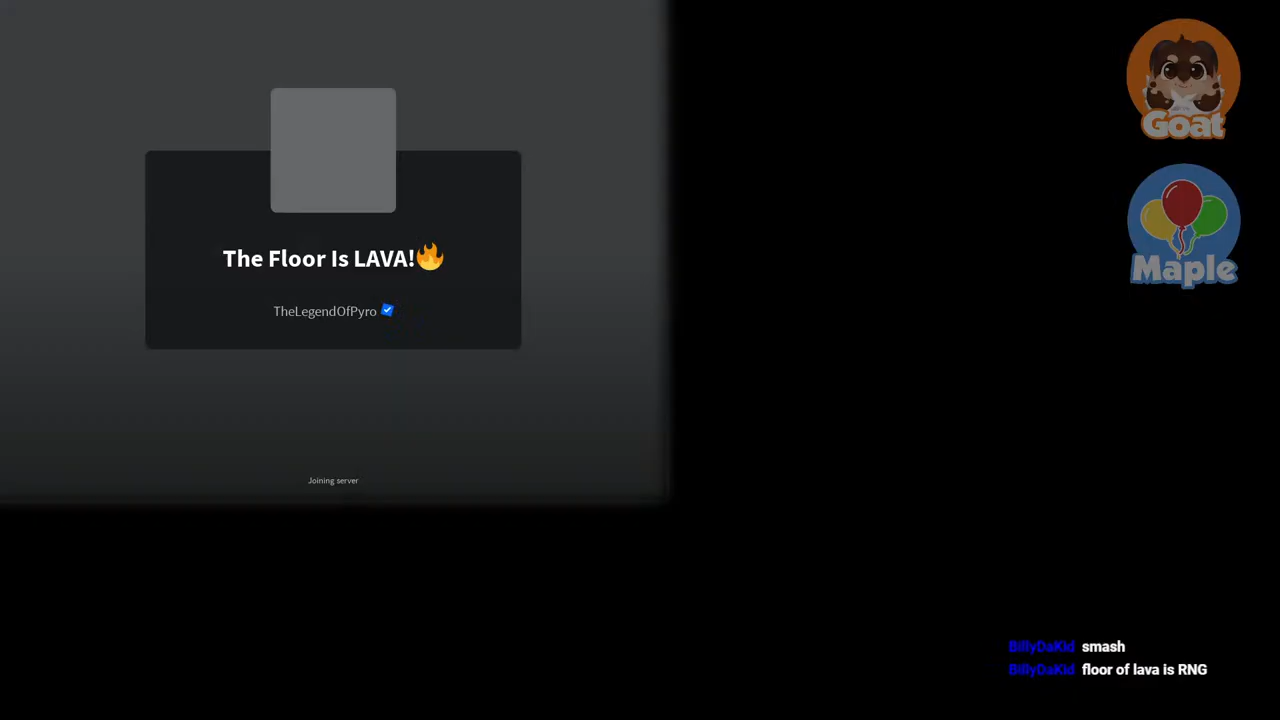 Goat
Maple
The Floor Is LAVA!🔥
TheLegendOfPyro
Joining server
BillyDaKid smash
BillyDaKid floor of lava is RNG